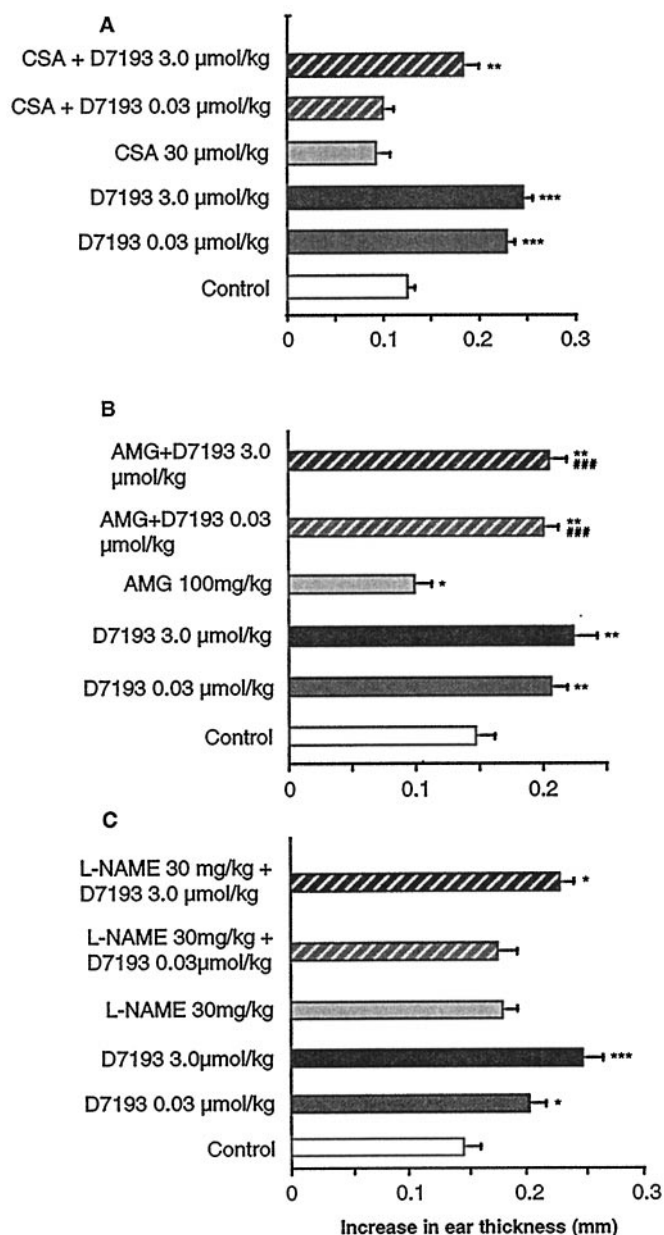 A
CSA + D7193 3.0 µmol/kg
**
CSA + D7193 0.03 µmol/kg
CSA 30 µmol/kg
D7193 3.0 µmol/kg
***
D7193 0.03 µmol/kg
***
Control
0 0.1 0.2 0.3
B
AMG+D7193 3.0
µmol/kg
**
###
AMG+D7193 0.03
µmol/kg
**
###
AMG 100mg/kg
*
D7193 3.0 µmol/kg
**
D7193 0.03 µmol/kg
**
Control
0 0.1 0.2
C
L-NAME 30 mg/kg +
D7193 3.0 µmol/kg
*
L-NAME 30mg/kg +
D7193 0.03µmol/kg
L-NAME 30mg/kg
D7193 3.0µmol/kg
***
D7193 0.03 µmol/kg
*
Control
0 0.1 0.2 0.3
Increase in ear thickness (mm)